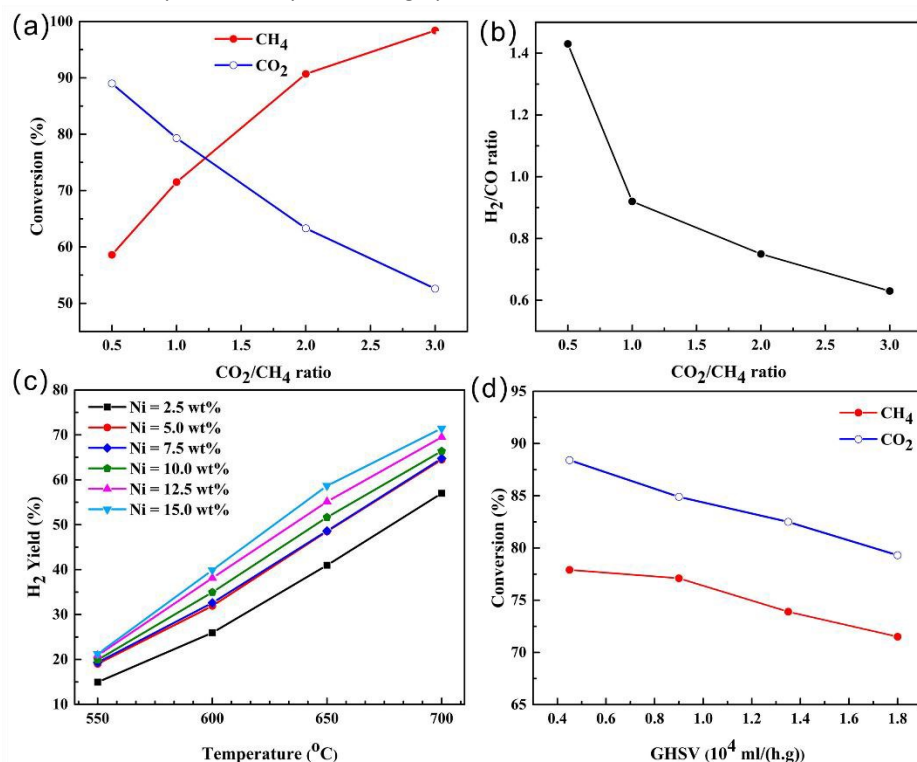 (a)
100
90
80
70
60
50
Conversion (%)
CH₄
CO₂
0.5 1.0 1.5 2.0 2.5 3.0
CO₂/CH₄ ratio
(b)
1.4
1.2
1.0
0.8
0.6
H₂/CO ratio
0.5 1.0 1.5 2.0 2.5 3.0
CO₂/CH₄ ratio
(c)
80
70
60
50
40
30
20
10
H₂ Yield (%)
Ni = 2.5 wt%
Ni = 5.0 wt%
Ni = 7.5 wt%
Ni = 10.0 wt%
Ni = 12.5 wt%
Ni = 15.0 wt%
550 600 650 700
Temperature (⁰C)
(d)
95
90
85
80
75
70
65
Conversion (%)
CH₄
CO₂
0.4 0.6 0.8 1.0 1.2 1.4 1.6 1.8
GHSV (10⁴ ml/(h.g)